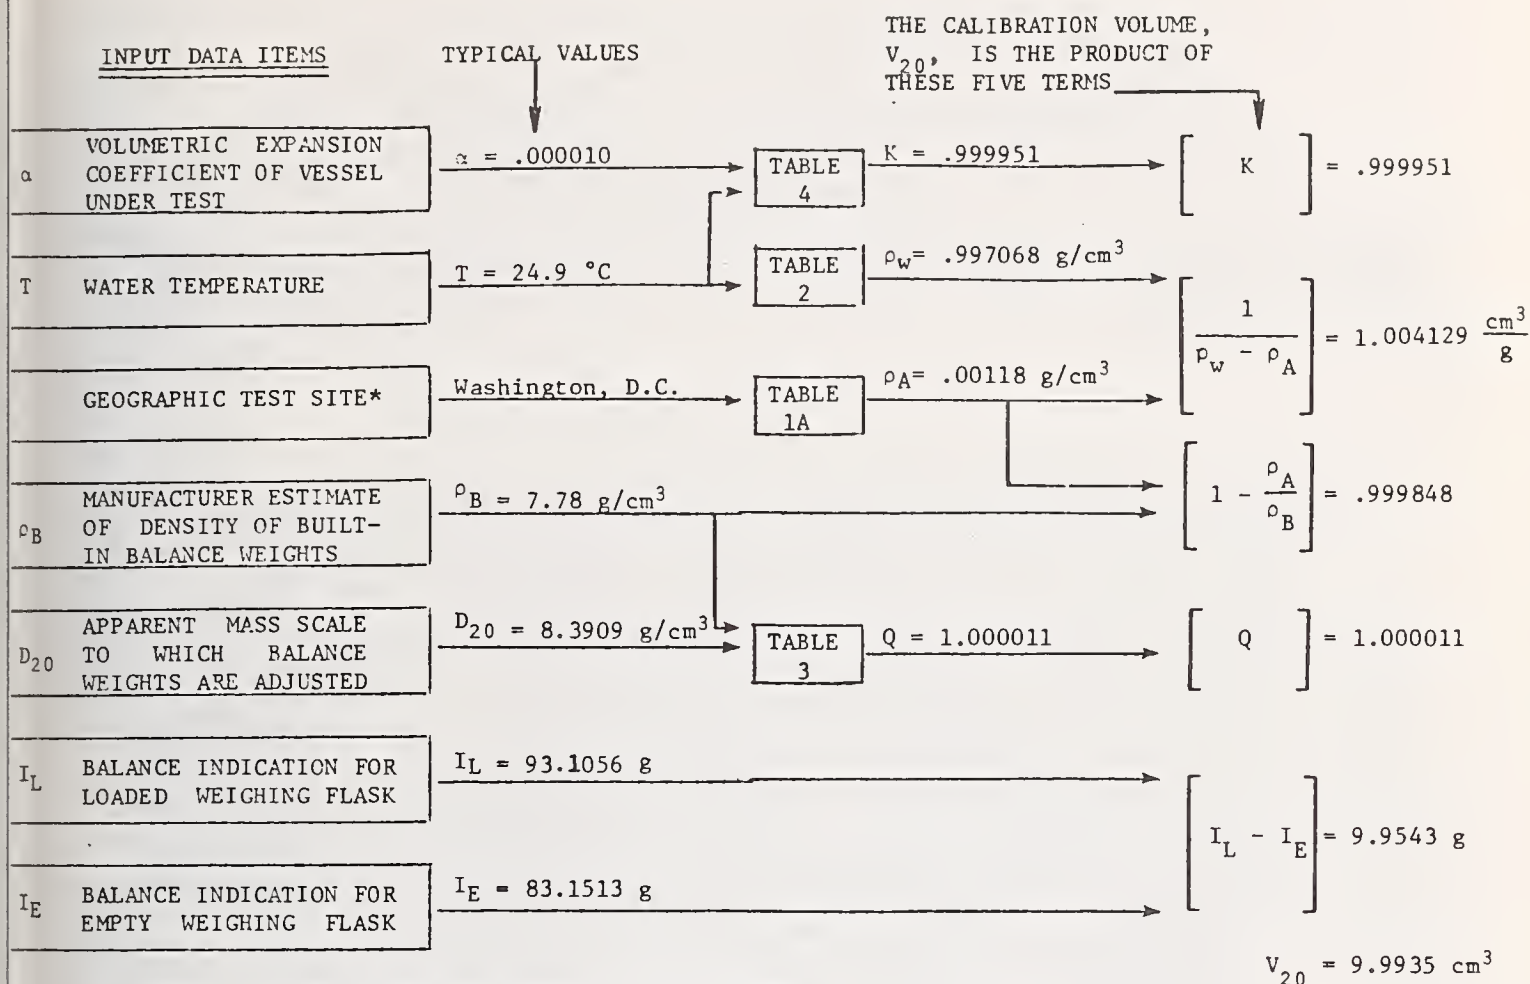 THE CALIBRATION VOLUME,
V20, IS THE PRODUCT OF
THESE FIVE TERMS
INPUT DATA ITEMS
TYPICAL VALUES
α
VOLUMETRIC EXPANSION
COEFFICIENT OF VESSEL
UNDER TEST
α = .000010
TABLE
4
K = .999951
[ K ] = .999951
T
WATER TEMPERATURE
T = 24.9 °C
TABLE
2
ρw= .997068 g/cm³
[ 1 / (ρw - ρA) ] = 1.004129 cm³/g
GEOGRAPHIC TEST SITE*
Washington, D.C.
TABLE
1A
ρA= .00118 g/cm³
[ 1 - ρA/ρB ] = .999848
ρB
MANUFACTURER ESTIMATE
OF DENSITY OF BUILT-
IN BALANCE WEIGHTS
ρB = 7.78 g/cm³
D20
APPARENT MASS SCALE
TO WHICH BALANCE
WEIGHTS ARE ADJUSTED
D20 = 8.3909 g/cm³
TABLE
3
Q = 1.000011
[ Q ] = 1.000011
IL
BALANCE INDICATION FOR
LOADED WEIGHING FLASK
IL = 93.1056 g
[ IL - IE ] = 9.9543 g
IE
BALANCE INDICATION FOR
EMPTY WEIGHING FLASK
IE = 83.1513 g
V20 = 9.9935 cm³